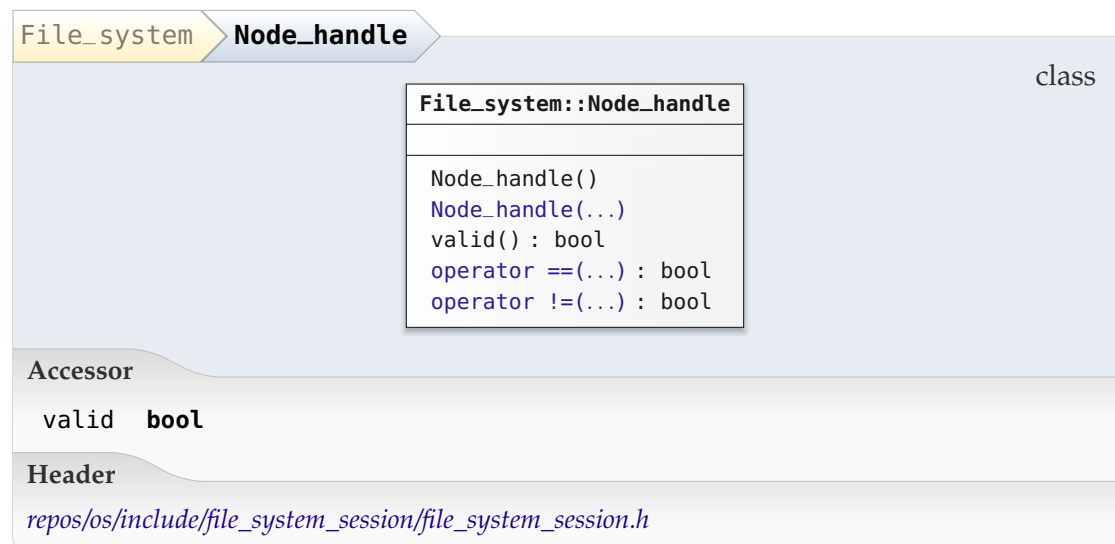 File_system Node_handle
class
File_system::Node_handle
Node_handle()
Node_handle(...)
valid() : bool
operator ==(...) : bool
operator !=(...) : bool
Accessor
valid bool
Header
repos/os/include/file_system_session/file_system_session.h